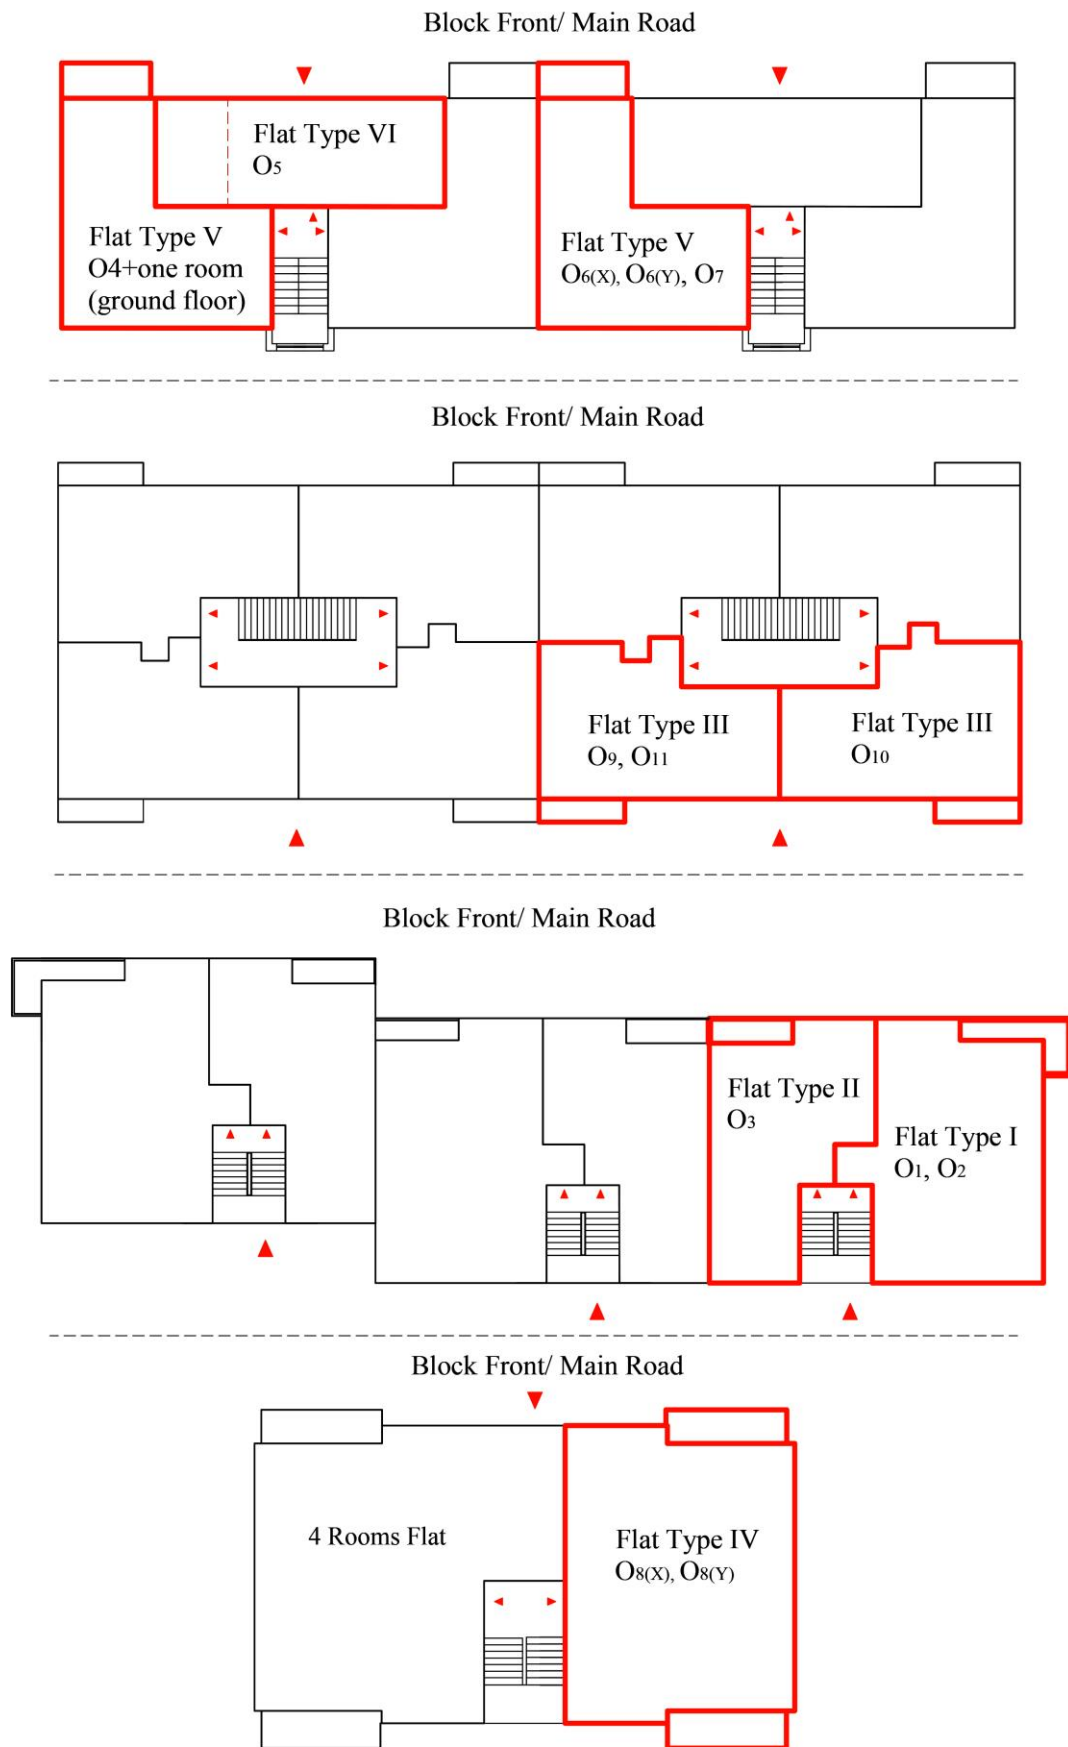 Block Front/ Main Road
Flat Type VI
O5
Flat Type V
O4+one room
(ground floor)
Flat Type V
O6(X), O6(Y), O7
Block Front/ Main Road
Flat Type III
O9, O11
Flat Type III
O10
Block Front/ Main Road
Flat Type II
O3
Flat Type I
O1, O2
Block Front/ Main Road
4 Rooms Flat
Flat Type IV
O8(X), O8(Y)